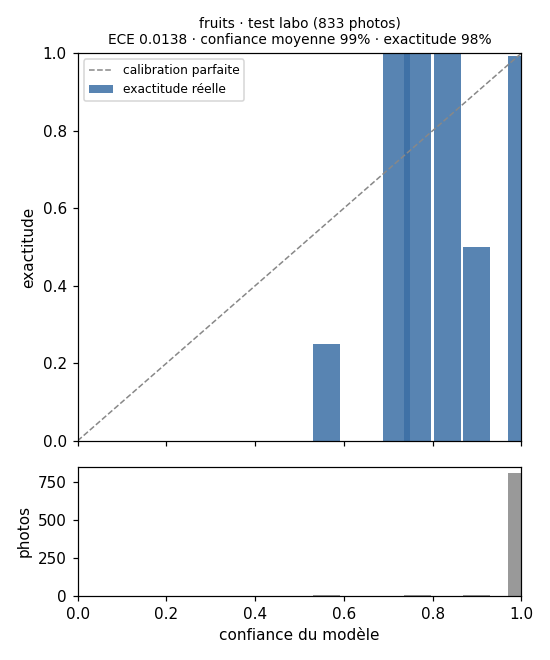 fruits · test labo (833 photos)
ECE 0.0138 · confiance moyenne 99% · exactitude 98%
calibration parfaite
exactitude réelle
exactitude
1.0
0.8
0.6
0.4
0.2
0.0
photos
750
500
250
0
0.0 0.2 0.4 0.6 0.8 1.0
confiance du modèle